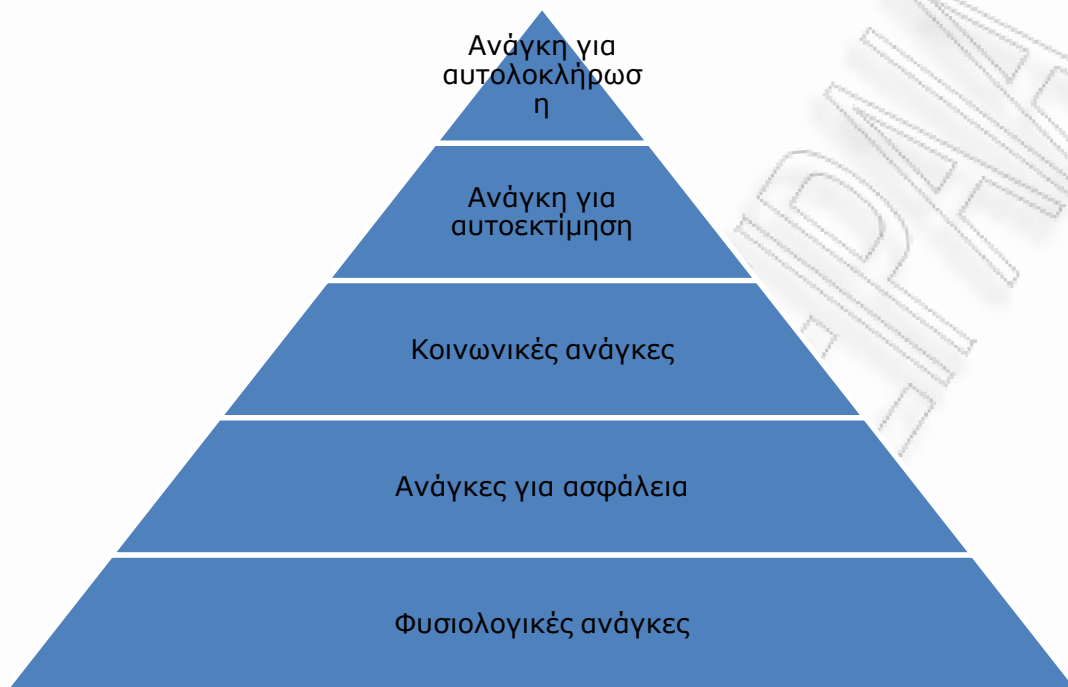 Ανάγκη για
αυτολοκλήρωσ
η
Ανάγκη για
αυτοεκτίμηση
Κοινωνικές ανάγκες
Ανάγκες για ασφάλεια
Φυσιολογικές ανάγκες